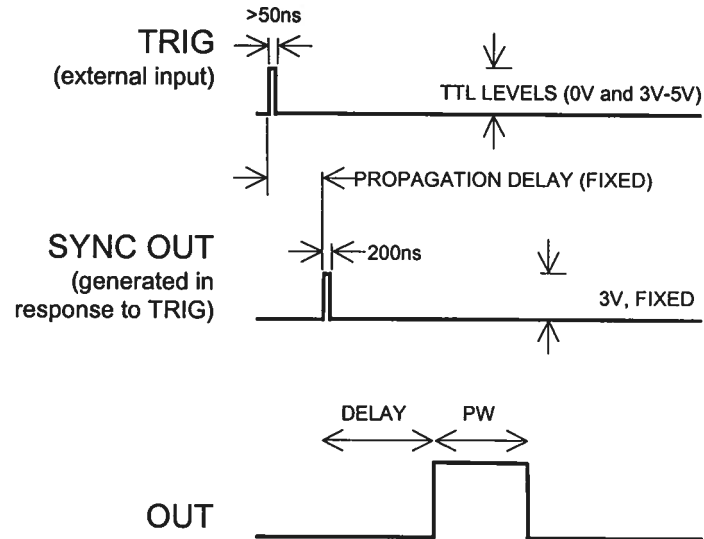 >50ns
TRIG
(external input)
TTL LEVELS (0V and 3V-5V)
PROPAGATION DELAY (FIXED)
SYNC OUT
200ns
(generated in
response to TRIG)
3V, FIXED
DELAY
PW
OUT